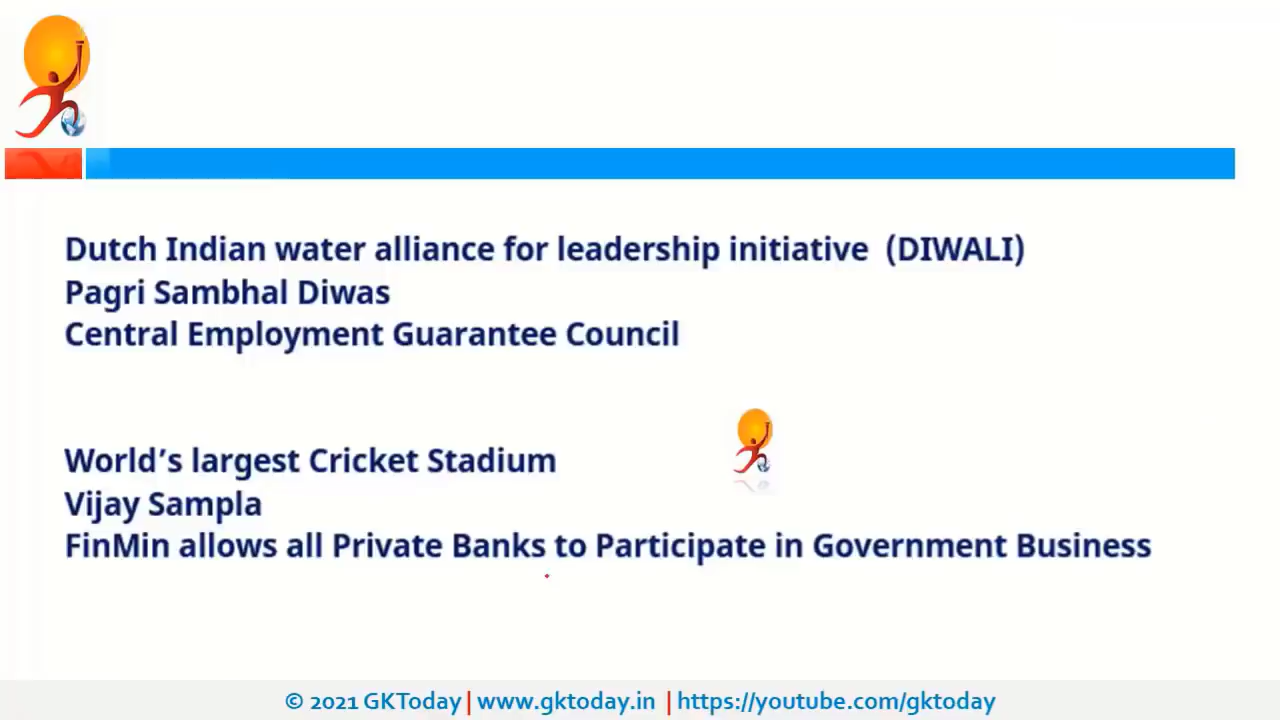 Dutch Indian water alliance for leadership initiative (DIWALI)
Pagri Sambhal Diwas
Central Employment Guarantee Council
World’s largest Cricket Stadium
Vijay Sampla
FinMin allows all Private Banks to Participate in Government Business
© 2021 GKToday | www.gktoday.in | https://youtube.com/gktoday